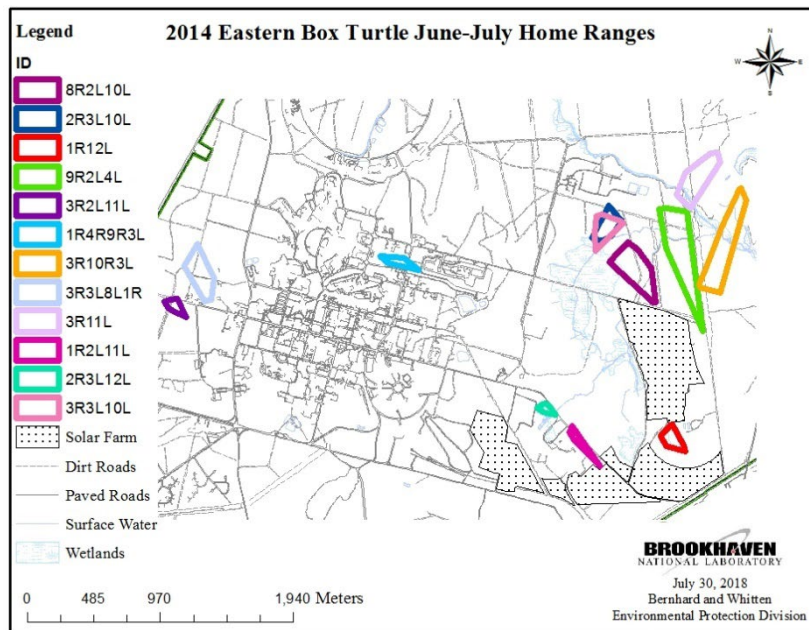 2014 Eastern Box Turtle June-July Home Ranges
Legend
ID
8R2L10L
2R3L10L
1R12L
9R2L4L
3R2L11L
1R4R9R3L
3R10R3L
3R3L8L1R
3R11L
1R2L11L
2R3L12L
3R3L10L
Solar Farm
Dirt Roads
Paved Roads
Surface Water
Wetlands
N
W E
S
0 485 970 1,940 Meters
BROOKHAVEN
NATIONAL LABORATORY
July 30, 2018
Bernhard and Whitten
Environmental Protection Division